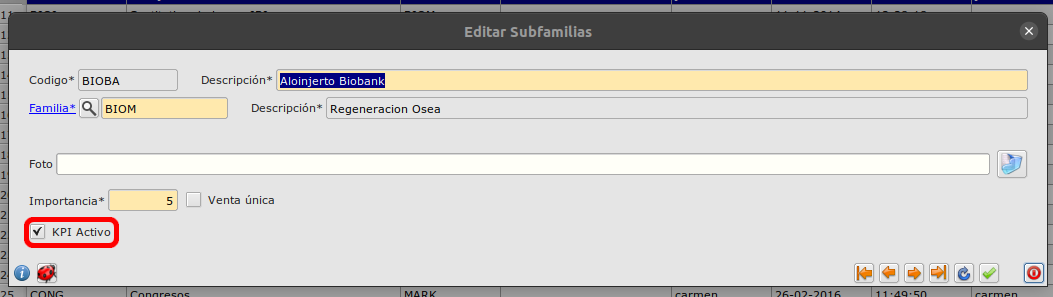 Editar Subfamilias
Codigo* BIOBA Descripción* Aloinjerto Biobank
Familia* BIOM Descripción* Regeneracion Osea
Foto
Importancia* 5 Venta única
KPI Activo
25 CONG Congresos MARK carmen 26-02-2016 11:49:50 carmen